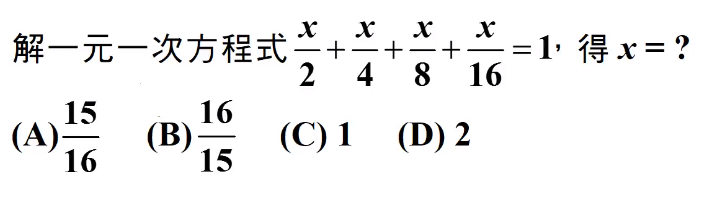 解一元一次方程式 x/2 + x/4 + x/8 + x/16 = 1，得 x = ?
(A) 15/16 (B) 16/15 (C) 1 (D) 2